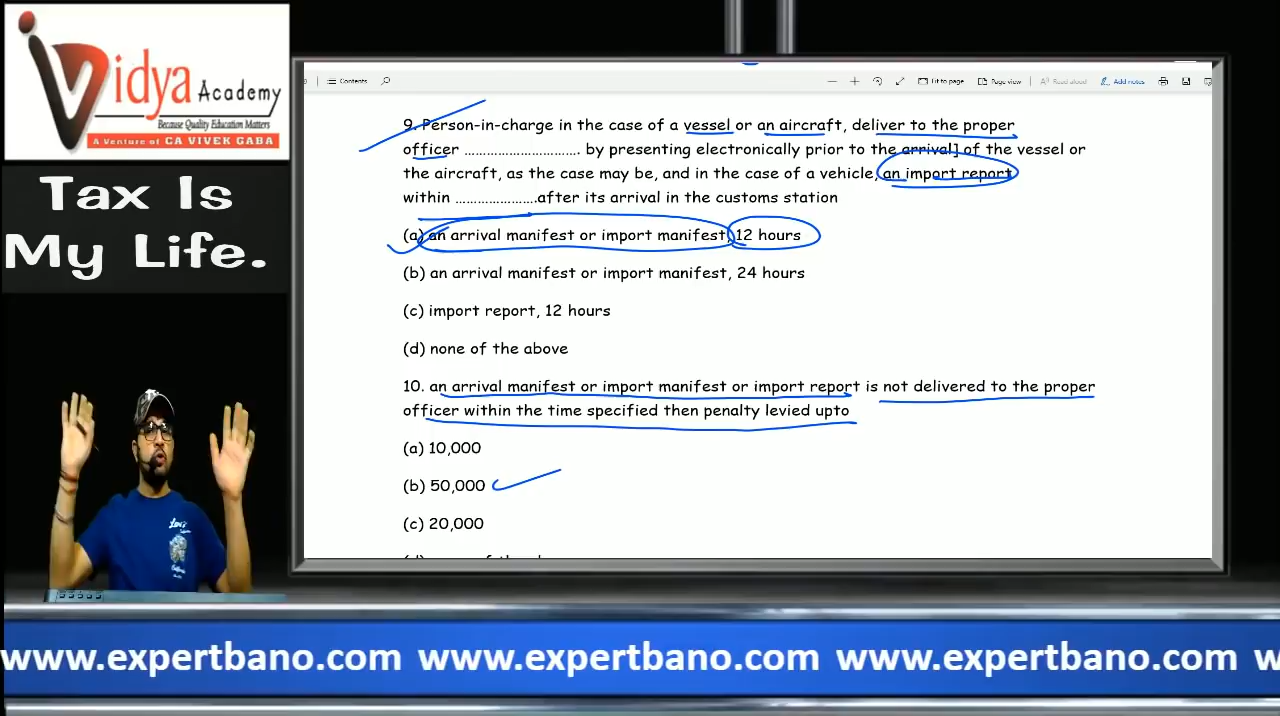 Vidya Academy
Because Quality Education Matters
A Venture of CA VIVEK GABA
Tax Is
My Life.
Contents
Fit to page
Page view
Read aloud
Add notes
9. Person-in-charge in the case of a vessel or an aircraft, deliver to the proper
officer ............................. by presenting electronically prior to the arrival] of the vessel or
the aircraft, as the case may be, and in the case of a vehicle, an import report
within .....................after its arrival in the customs station
(a) an arrival manifest or import manifest, 12 hours
(b) an arrival manifest or import manifest, 24 hours
(c) import report, 12 hours
(d) none of the above
10. an arrival manifest or import manifest or import report is not delivered to the proper
officer within the time specified then penalty levied upto
(a) 10,000
(b) 50,000
(c) 20,000
www.expertbano.com www.expertbano.com www.expertbano.com w